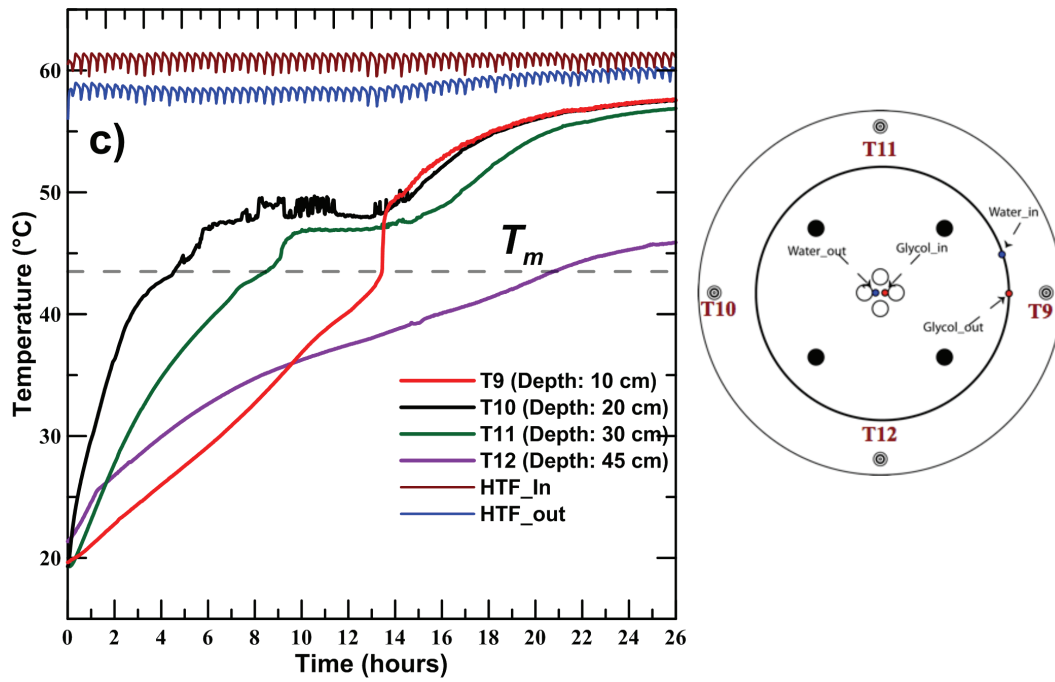 c)
Temperature (°C)
60
50
40
30
20
T_m
T9 (Depth: 10 cm)
T10 (Depth: 20 cm)
T11 (Depth: 30 cm)
T12 (Depth: 45 cm)
HTF_In
HTF_out
0 2 4 6 8 10 12 14 16 18 20 22 24 26
Time (hours)
T11
Water_in
Water_out
Glycol_in
T10
T9
Glycol_out
T12